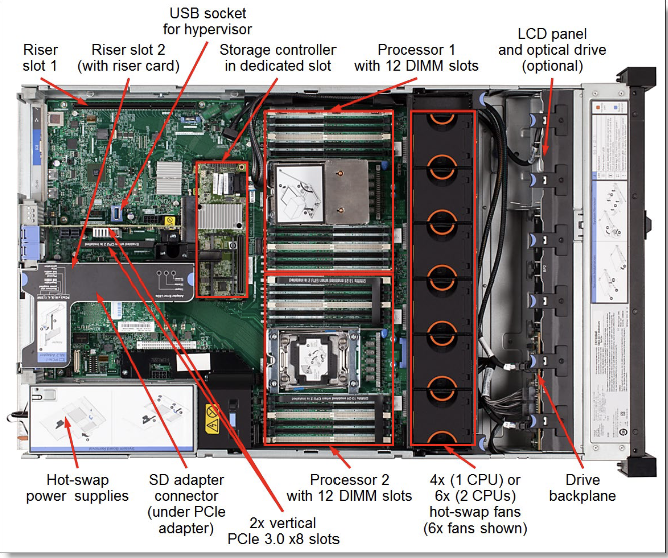 USB socket
for hypervisor
Riser
slot 1
Riser slot 2
(with riser card)
Storage controller
in dedicated slot
Processor 1
with 12 DIMM slots
LCD panel
and optical drive
(optional)
Hot-swap
power supplies
SD adapter
connector
(under PCIe
adapter)
2x vertical
PCIe 3.0 x8 slots
Processor 2
with 12 DIMM slots
4x (1 CPU) or
6x (2 CPUs)
hot-swap fans
(6x fans shown)
Drive
backplane